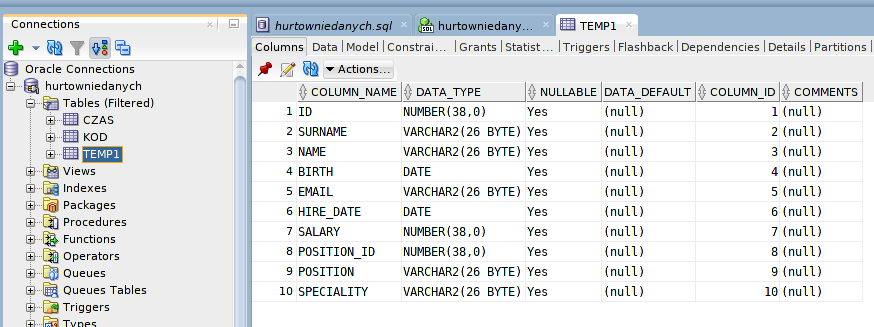 Connections
Oracle Connections
hurtowniedanych
Tables (Filtered)
CZAS
KOD
TEMP1
Views
Indexes
Packages
Procedures
Functions
Operators
Queues
Queues Tables
Triggers
Types
hurtowniedanych.sql
hurtowniedany...
TEMP1
Columns Data Model Constrai... Grants Statist... Triggers Flashback Dependencies Details Partitions
Actions...
COLUMN_NAME DATA_TYPE NULLABLE DATA_DEFAULT COLUMN_ID COMMENTS
1 ID NUMBER(38,0) Yes (null) 1 (null)
2 SURNAME VARCHAR2(26 BYTE) Yes (null) 2 (null)
3 NAME VARCHAR2(26 BYTE) Yes (null) 3 (null)
4 BIRTH DATE Yes (null) 4 (null)
5 EMAIL VARCHAR2(26 BYTE) Yes (null) 5 (null)
6 HIRE_DATE DATE Yes (null) 6 (null)
7 SALARY NUMBER(38,0) Yes (null) 7 (null)
8 POSITION_ID NUMBER(38,0) Yes (null) 8 (null)
9 POSITION VARCHAR2(26 BYTE) Yes (null) 9 (null)
10 SPECIALITY VARCHAR2(26 BYTE) Yes (null) 10 (null)